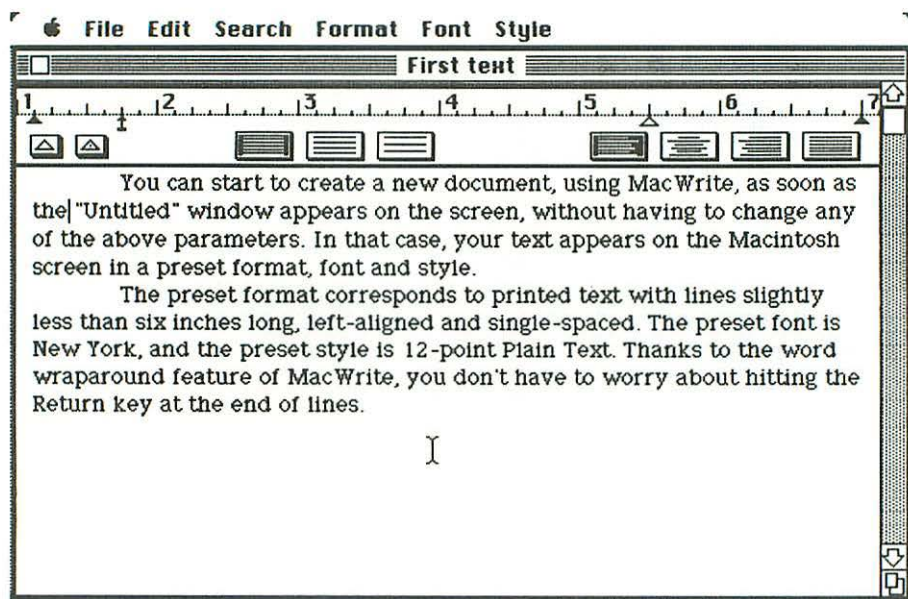 File Edit Search Format Font Style
First text
1 2 3 4 5 6 7
You can start to create a new document, using MacWrite, as soon as
the "Untitled" window appears on the screen, without having to change any
of the above parameters. In that case, your text appears on the Macintosh
screen in a preset format, font and style.
The preset format corresponds to printed text with lines slightly
less than six inches long, left-aligned and single-spaced. The preset font is
New York, and the preset style is 12-point Plain Text. Thanks to the word
wraparound feature of MacWrite, you don't have to worry about hitting the
Return key at the end of lines.